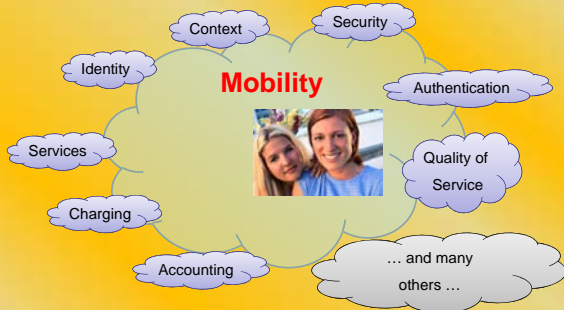 Context
Security
Identity
Mobility
Authentication
Services
Quality of
Service
Charging
Accounting
… and many
others …